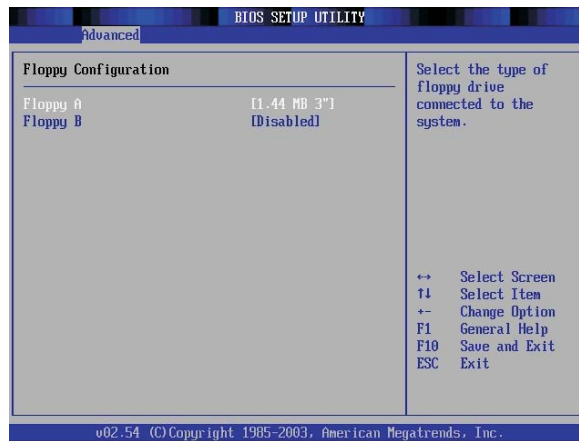 BIOS SETUP UTILITY
Advanced
Floppy Configuration
Floppy A [1.44 MB 3"]
Floppy B [Disabled]
Select the type of
floppy drive
connected to the
system.
↔ Select Screen
↑↓ Select Item
+- Change Option
F1 General Help
F10 Save and Exit
ESC Exit
v02.54 (C)Copyright 1985-2003, American Megatrends, Inc.